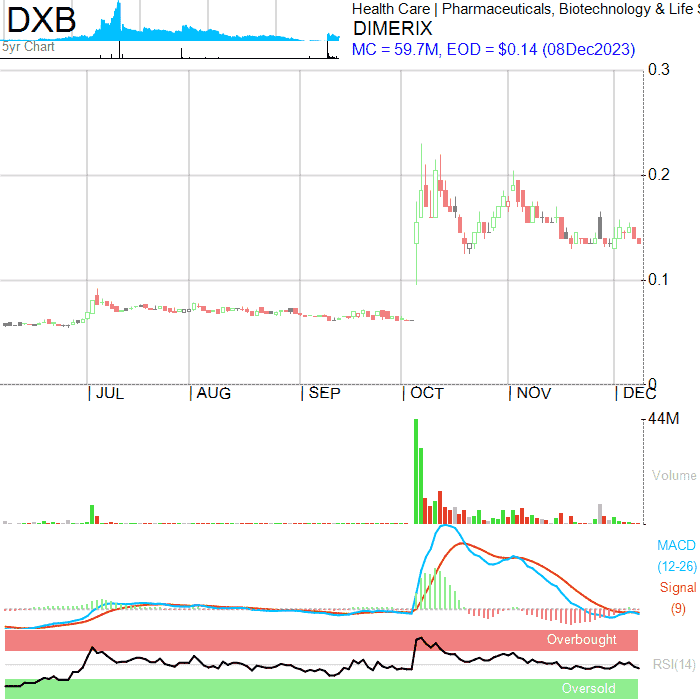 DXB
5yr Chart
Health Care | Pharmaceuticals, Biotechnology & Life S
DIMERIX
MC = 59.7M, EOD = $0.14 (08Dec2023)
0.3
0.2
0.1
0
| JUL | AUG | SEP | OCT | NOV | DEC
44M
Volume
MACD
(12-26)
Signal
(9)
Overbought
RSI(14)
Oversold